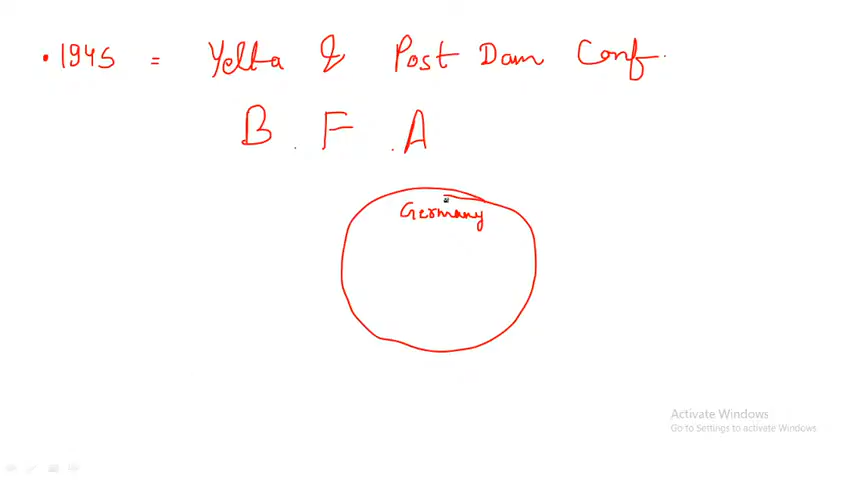 • 1945 = Yelta & Post Dam Conf.
B . F . A
Germany
Activate Windows
Go to Settings to activate Windows